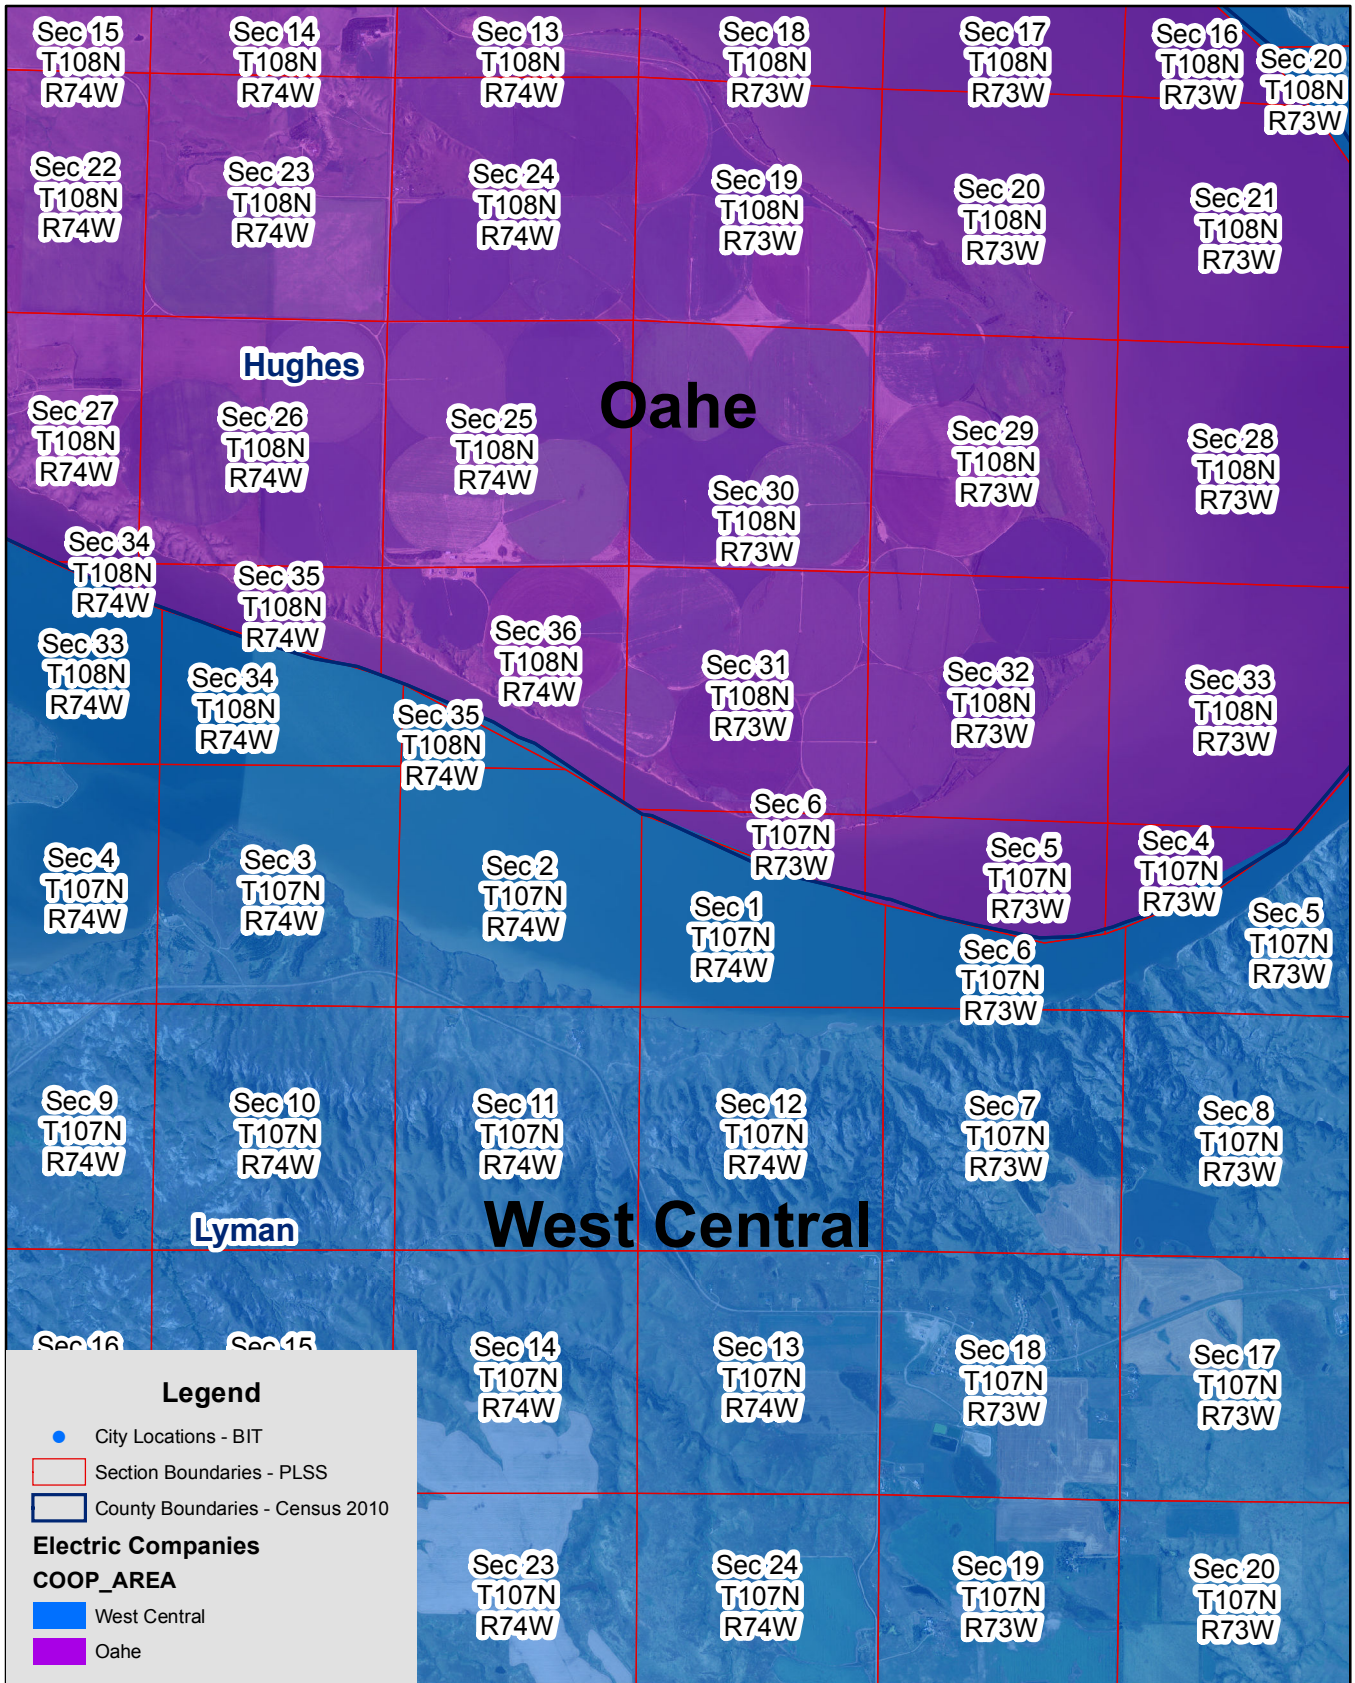 Sec 15
T108N
R74W
Sec 14
T108N
R74W
Sec 13
T108N
R74W
Sec 18
T108N
R73W
Sec 17
T108N
R73W
Sec 16
T108N
R73W
Sec 20
T108N
R73W
Sec 22
T108N
R74W
Sec 23
T108N
R74W
Sec 24
T108N
R74W
Sec 19
T108N
R73W
Sec 20
T108N
R73W
Sec 21
T108N
R73W
Hughes
Oahe
Sec 27
T108N
R74W
Sec 26
T108N
R74W
Sec 25
T108N
R74W
Sec 30
T108N
R73W
Sec 29
T108N
R73W
Sec 28
T108N
R73W
Sec 34
T108N
R74W
Sec 35
T108N
R74W
Sec 36
T108N
R74W
Sec 31
T108N
R73W
Sec 32
T108N
R73W
Sec 33
T108N
R73W
Sec 33
T108N
R74W
Sec 34
T108N
R74W
Sec 35
T108N
R74W
Sec 6
T107N
R73W
Sec 5
T107N
R73W
Sec 4
T107N
R73W
Sec 4
T107N
R74W
Sec 3
T107N
R74W
Sec 2
T107N
R74W
Sec 1
T107N
R74W
Sec 6
T107N
R73W
Sec 5
T107N
R73W
Sec 9
T107N
R74W
Sec 10
T107N
R74W
Sec 11
T107N
R74W
Sec 12
T107N
R74W
Sec 7
T107N
R73W
Sec 8
T107N
R73W
Lyman
West Central
Sec 16
Sec 15
Sec 14
T107N
R74W
Sec 13
T107N
R74W
Sec 18
T107N
R73W
Sec 17
T107N
R73W
Sec 23
T107N
R74W
Sec 24
T107N
R74W
Sec 19
T107N
R73W
Sec 20
T107N
R73W
Legend
City Locations - BIT
Section Boundaries - PLSS
County Boundaries - Census 2010
Electric Companies
COOP_AREA
West Central
Oahe